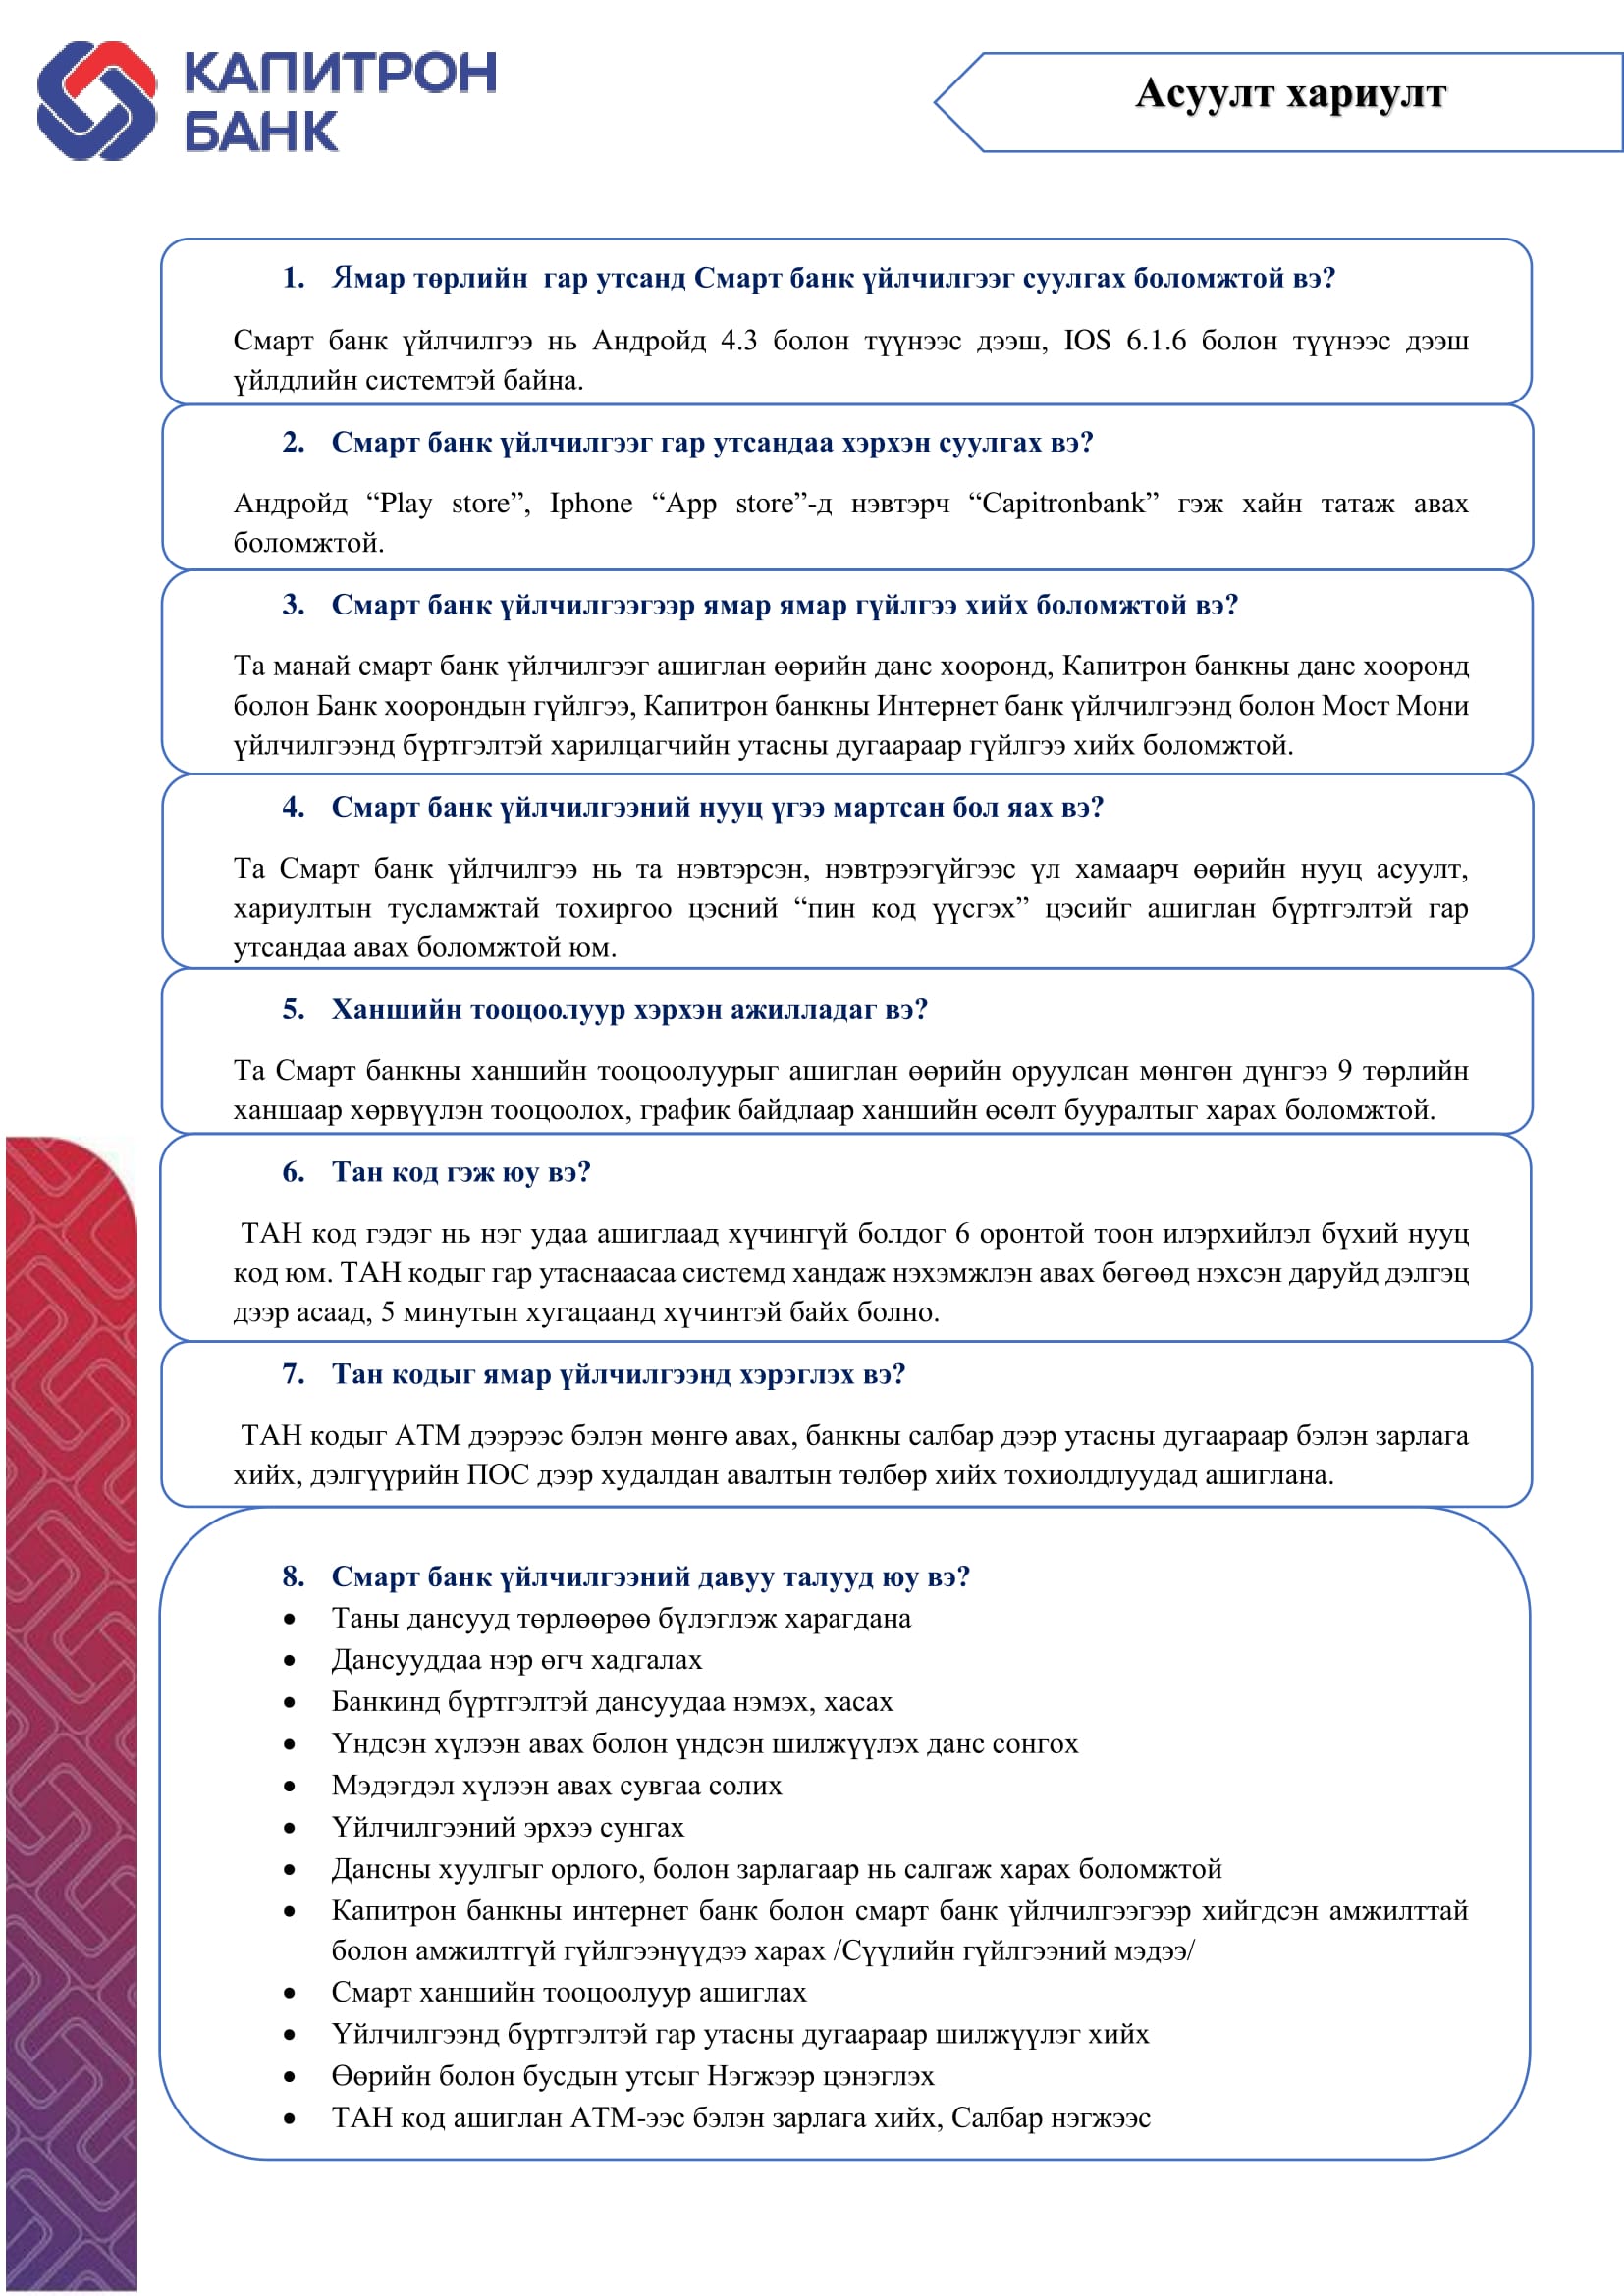 КАПИТРОН
БАНК
Асуулт хариулт
1. Ямар төрлийн гар утсанд Смарт банк үйлчилгээг суулгах боломжтой вэ?
Смарт банк үйлчилгээ нь Андройд 4.3 болон түүнээс дээш, IOS 6.1.6 болон түүнээс дээш
үйлдлийн системтэй байна.
2. Смарт банк үйлчилгээг гар утсандаа хэрхэн суулгах вэ?
Андройд “Play store”, Iphone “App store”-д нэвтэрч “Capitronbank” гэж хайн татаж авах
боломжтой.
3. Смарт банк үйлчилгээгээр ямар ямар гүйлгээ хийх боломжтой вэ?
Та манай смарт банк үйлчилгээг ашиглан өөрийн данс хооронд, Капитрон банкны данс хооронд
болон Банк хоорондын гүйлгээ, Капитрон банкны Интернет банк үйлчилгээнд болон Мост Мони
үйлчилгээнд бүртгэлтэй харилцагчийн утасны дугаараар гүйлгээ хийх боломжтой.
4. Смарт банк үйлчилгээний нууц үгээ мартсан бол яах вэ?
Та Смарт банк үйлчилгээ нь та нэвтэрсэн, нэвтрээгүйгээс үл хамаарч өөрийн нууц асуулт,
хариултын тусламжтай тохиргоо цэсний “пин код үүсгэх” цэсийг ашиглан бүртгэлтэй гар
утсандаа авах боломжтой юм.
5. Ханшийн тооцоолуур хэрхэн ажилладаг вэ?
Та Смарт банкны ханшийн тооцоолуурыг ашиглан өөрийн оруулсан мөнгөн дүнгээ 9 төрлийн
ханшаар хөрвүүлэн тооцоолох, график байдлаар ханшийн өсөлт бууралтыг харах боломжтой.
6. Тан код гэж юу вэ?
ТАН код гэдэг нь нэг удаа ашиглаад хүчингүй болдог 6 оронтой тоон илэрхийлэл бүхий нууц
код юм. ТАН кодыг гар утаснаасаа системд хандаж нэхэмжлэн авах бөгөөд нэхсэн даруйд дэлгэц
дээр асаад, 5 минутын хугацаанд хүчинтэй байх болно.
7. Тан кодыг ямар үйлчилгээнд хэрэглэх вэ?
ТАН кодыг АТМ дээрээс бэлэн мөнгө авах, банкны салбар дээр утасны дугаараар бэлэн зарлага
хийх, дэлгүүрийн ПОС дээр худалдан авалтын төлбөр хийх тохиолдлуудад ашиглана.
8. Смарт банк үйлчилгээний давуу талууд юу вэ?
• Таны дансууд төрлөөрөө бүлэглэж харагдана
• Дансууддаа нэр өгч хадгалах
• Банкинд бүртгэлтэй дансуудаа нэмэх, хасах
• Үндсэн хүлээн авах болон үндсэн шилжүүлэх данс сонгох
• Мэдэгдэл хүлээн авах сувгаа солих
• Үйлчилгээний эрхээ сунгах
• Дансны хуулгыг орлого, болон зарлагаар нь салгаж харах боломжтой
• Капитрон банкны интернет банк болон смарт банк үйлчилгээгээр хийгдсэн амжилттай
болон амжилтгүй гүйлгээнүүдээ харах /Сүүлийн гүйлгээний мэдээ/
• Смарт ханшийн тооцоолуур ашиглах
• Үйлчилгээнд бүртгэлтэй гар утасны дугаараар шилжүүлэг хийх
• Өөрийн болон бусдын утсыг Нэгжээр цэнэглэх
• ТАН код ашиглан АТМ-ээс бэлэн зарлага хийх, Салбар нэгжээс